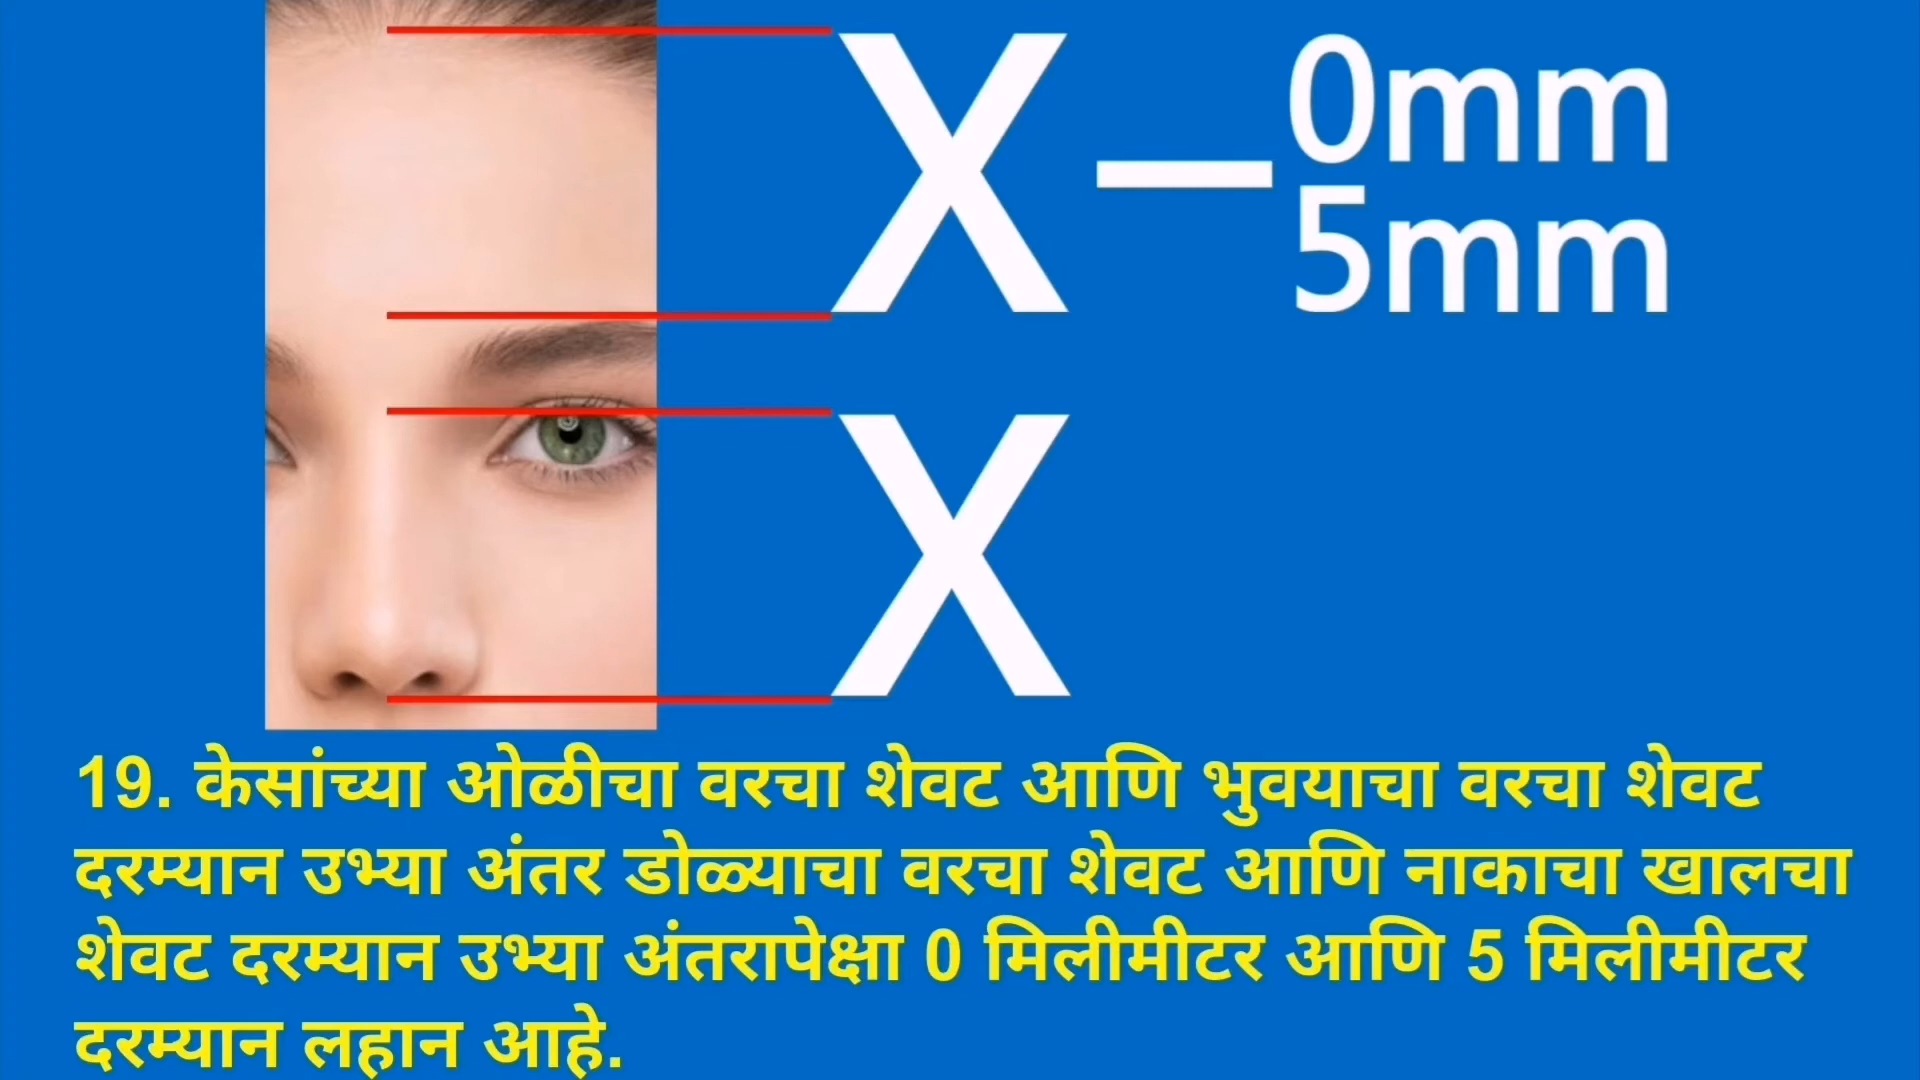 X – 0mm
5mm
X
19. केसांच्या ओळीचा वरचा शेवट आणि भुवयाचा वरचा शेवट
दरम्यान उभ्या अंतर डोळ्याचा वरचा शेवट आणि नाकाचा खालचा
शेवट दरम्यान उभ्या अंतरापेक्षा 0 मिलीमीटर आणि 5 मिलीमीटर
दरम्यान लहान आहे.